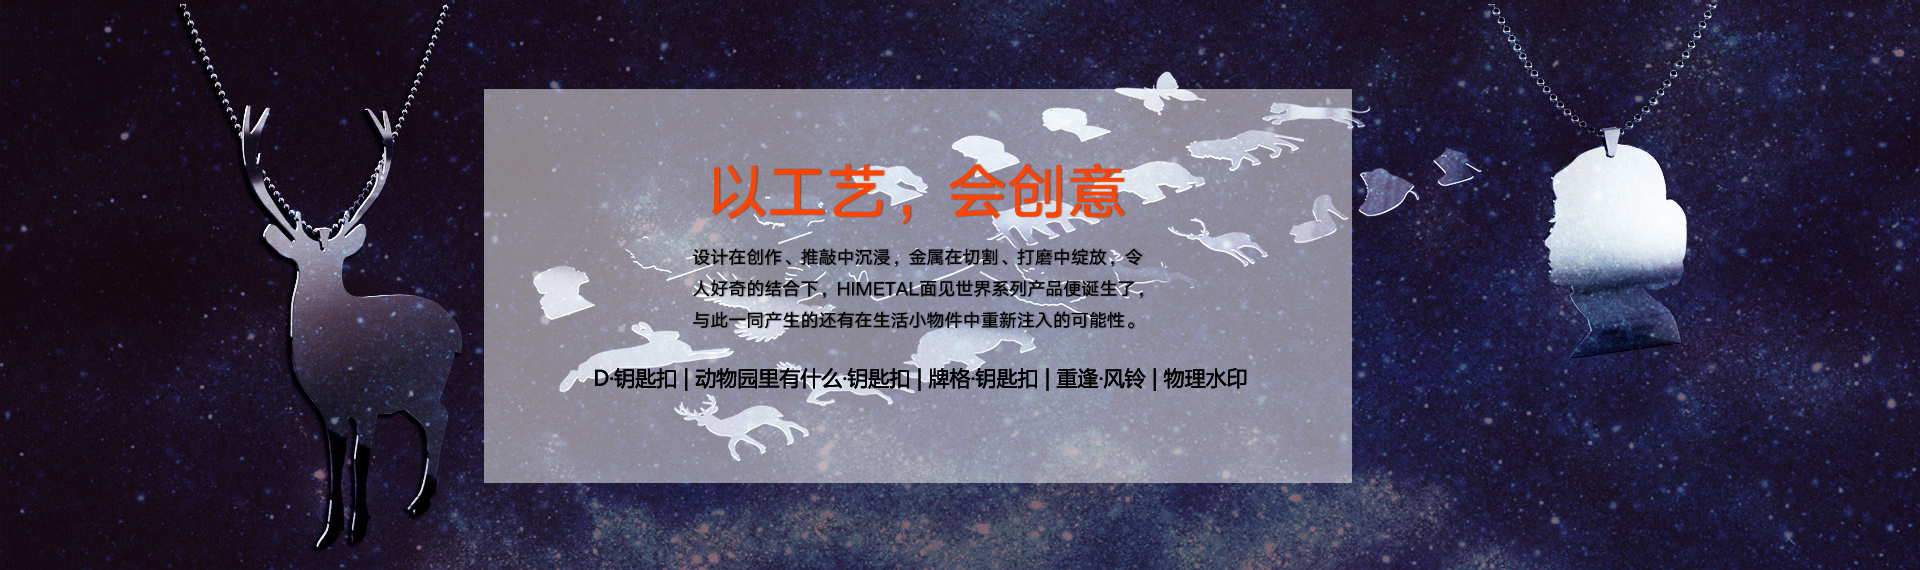 以工艺，会创意
设计在创作、推敲中沉浸，金属在切割、打磨中绽放，令
人好奇的结合下，HIMETAL面见世界系列产品便诞生了，
与此一同产生的还有在生活小物件中重新注入的可能性。
D·钥匙扣 | 动物园里有什么·钥匙扣 | 牌格·钥匙扣 | 重逢·风铃 | 物理水印